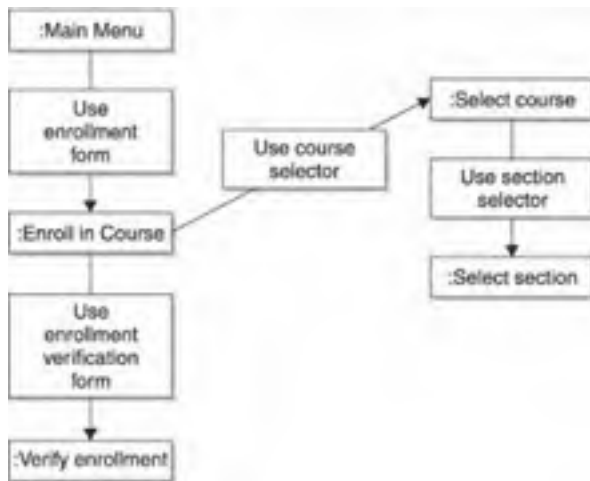 :Main Menu
Use
enrollment
form
:Enroll in Course
Use
enrollment
verification
form
:Verify enrollment
Use course
selector
:Select course
Use section
selector
:Select section